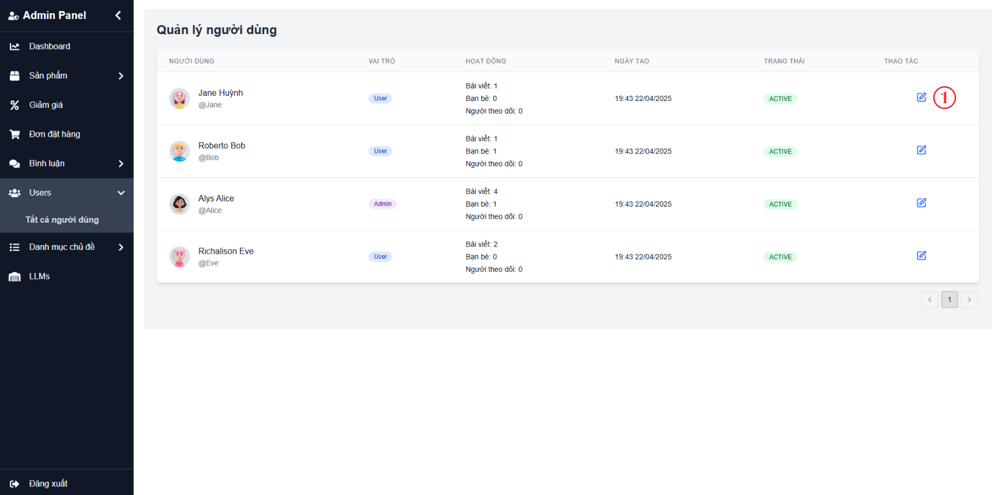 Admin Panel
Dashboard
Sản phẩm
Giảm giá
Đơn đặt hàng
Bình luận
Users
Tất cả người dùng
Danh mục chủ đề
LLMs
Đăng xuất
Quản lý người dùng
NGƯỜI DÙNG VAI TRÒ HOẠT ĐỘNG NGÀY TẠO TRẠNG THÁI THAO TÁC
Jane Huỳnh
@Jane
User
Bài viết: 1
Bạn bè: 0
Người theo dõi: 0
19:43 22/04/2025
ACTIVE
1
Roberto Bob
@Bob
User
Bài viết: 1
Bạn bè: 1
Người theo dõi: 0
19:43 22/04/2025
ACTIVE
Alys Alice
@Alice
Admin
Bài viết: 4
Bạn bè: 1
Người theo dõi: 0
19:43 22/04/2025
ACTIVE
Richalison Eve
@Eve
User
Bài viết: 2
Bạn bè: 0
Người theo dõi: 0
19:43 22/04/2025
ACTIVE
1